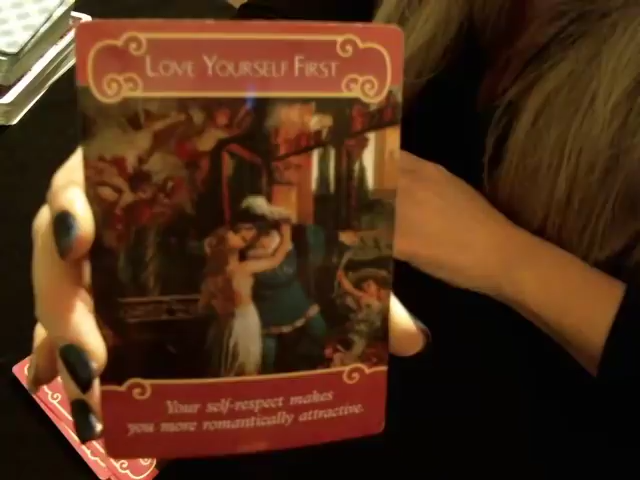 LOVE YOURSELF FIRST
Your self-respect makes
you more romantically attractive.